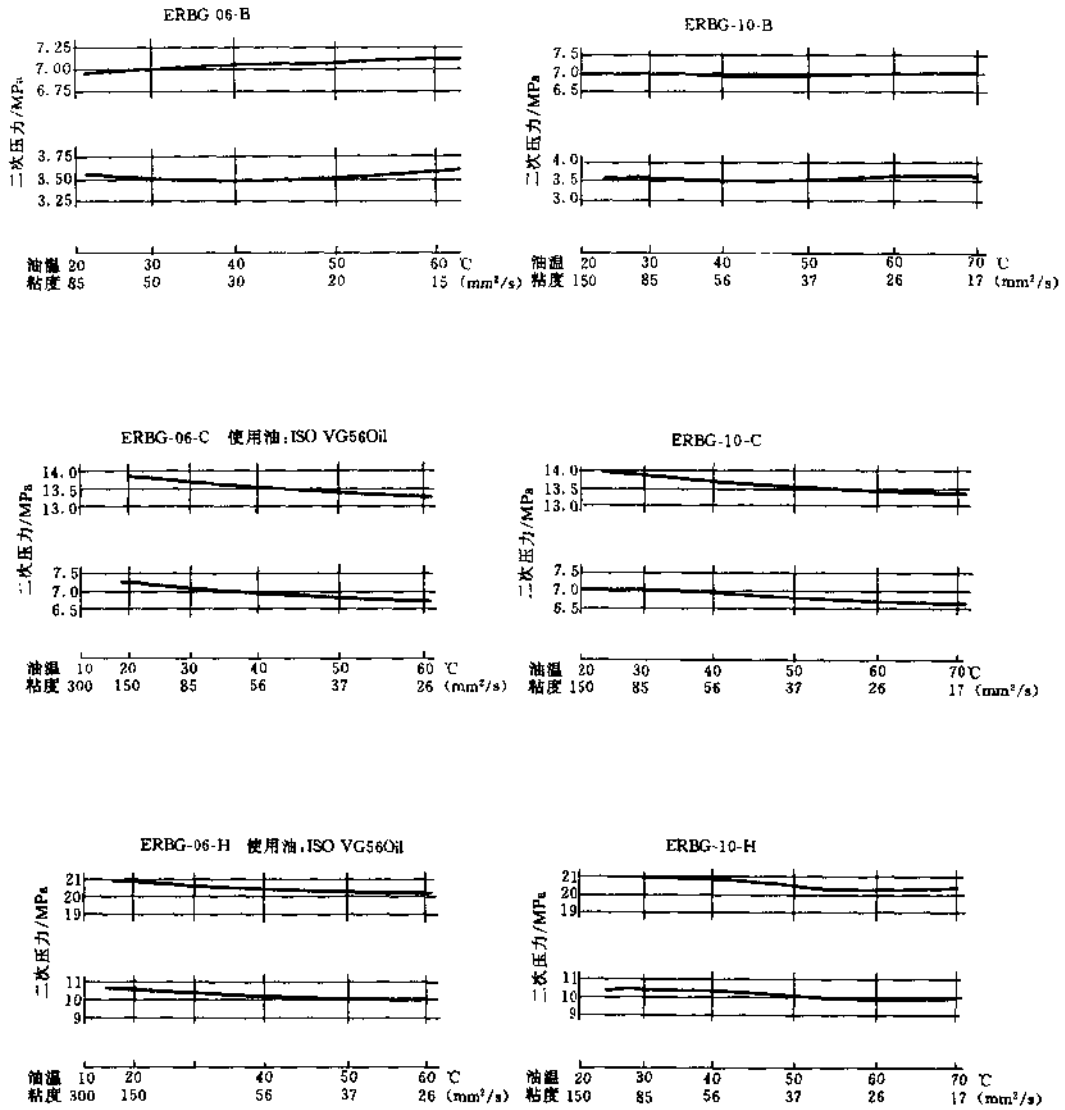 ERBG 06-B
7.25
7.00
6.75
二次压力/MPa
3.75
3.50
3.25
油温 20 30 40 50 60 ℃
粘度 85 50 30 20 15 (mm²/s)
ERBG-10-B
7.5
7.0
6.5
二次压力/MPa
4.0
3.5
3.0
油温 20 30 40 50 60 70 ℃
粘度 150 85 56 37 26 17 (mm²/s)
ERBG-06-C 使用油:ISO VG56Oil
14.0
13.5
13.0
二次压力/MPa
7.5
7.0
6.5
油温 10 20 30 40 50 60 ℃
粘度 300 150 85 56 37 26 (mm²/s)
ERBG-10-C
14.0
13.5
13.0
二次压力/MPa
7.5
7.0
6.5
油温 20 30 40 50 60 70 ℃
粘度 150 85 56 37 26 17 (mm²/s)
ERBG-06-H 使用油:ISO VG56Oil
21
20
19
二次压力/MPa
11
10
9
油温 10 20 40 50 60 ℃
粘度 300 150 56 37 26 (mm²/s)
ERBG-10-H
21
20
19
二次压力/MPa
11
10
9
油温 20 30 40 50 60 70 ℃
粘度 150 85 56 37 26 17 (mm²/s)